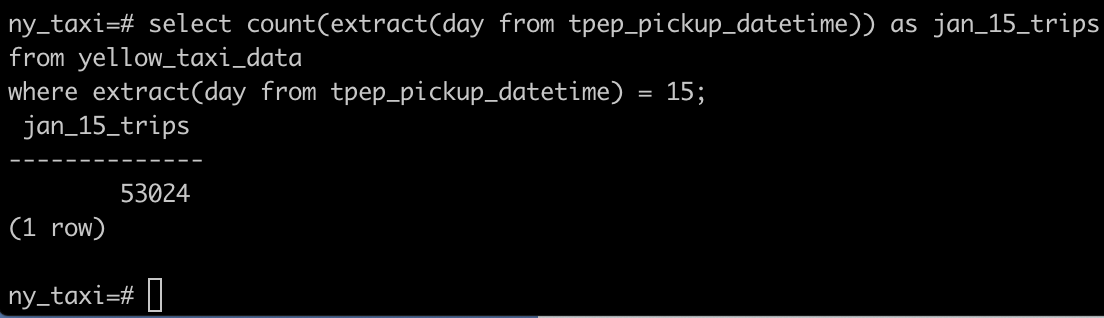 ny_taxi=# select count(extract(day from tpep_pickup_datetime)) as jan_15_trips
from yellow_taxi_data
where extract(day from tpep_pickup_datetime) = 15;
 jan_15_trips
--------------
        53024
(1 row)

ny_taxi=#